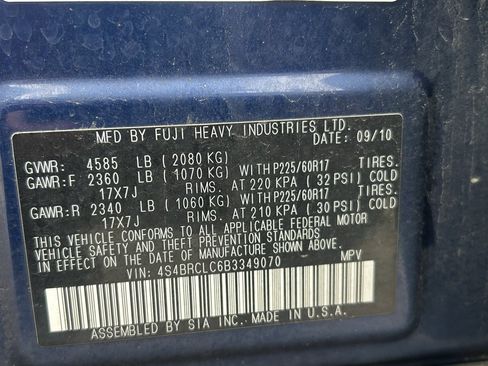 MFD BY FUJI HEAVY INDUSTRIES LTD.
DATE: 09/10
GVWR: 4585 LB ( 2080 KG)
GAWR:F 2360 LB ( 1070 KG) WITH P225/60R17 TIRES.
17X7J RIMS. AT 220 KPA ( 32 PSI) COLD
GAWR:R 2340 LB ( 1060 KG) WITH P225/60R17 TIRES.
17X7J RIMS. AT 210 KPA ( 30 PSI) COLD
THIS VEHICLE CONFORMS TO ALL APPLICABLE FEDERAL MOTOR
VEHICLE SAFETY AND THEFT PREVENTION STANDARDS
IN EFFECT ON THE DATE OF MANUFACTURE SHOWN ABOVE.
VIN: 4S4BRCLC6B3349070 MPV
ASSEMBLED BY SIA INC. MADE IN U.S.A.